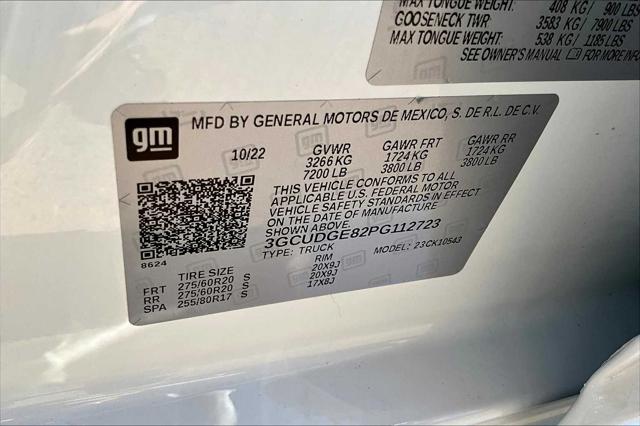 MAX TONGUE WEIGHT: 408 KG / 900 LBS
GOOSENECK TWR: 3583 KG / 7900 LBS
MAX TONGUE WEIGHT: 538 KG / 1185 LBS
SEE OWNER'S MANUAL FOR MORE INFO
gm
MFD BY GENERAL MOTORS DE MEXICO, S. DE R.L. DE C.V.
10/22 GVWR GAWR FRT GAWR RR
3266 KG 1724 KG 1724 KG
7200 LB 3800 LB 3800 LB
THIS VEHICLE CONFORMS TO ALL
APPLICABLE U.S. FEDERAL MOTOR
VEHICLE SAFETY STANDARDS IN EFFECT
ON THE DATE OF MANUFACTURE
SHOWN ABOVE.
3GCUDGE82PG112723
TYPE: TRUCK MODEL: 23CK10543
8624
TIRE SIZE RIM
FRT 275/60R20 S 20X9J
RR 275/60R20 S 20X9J
SPA 255/80R17 S 17X8J